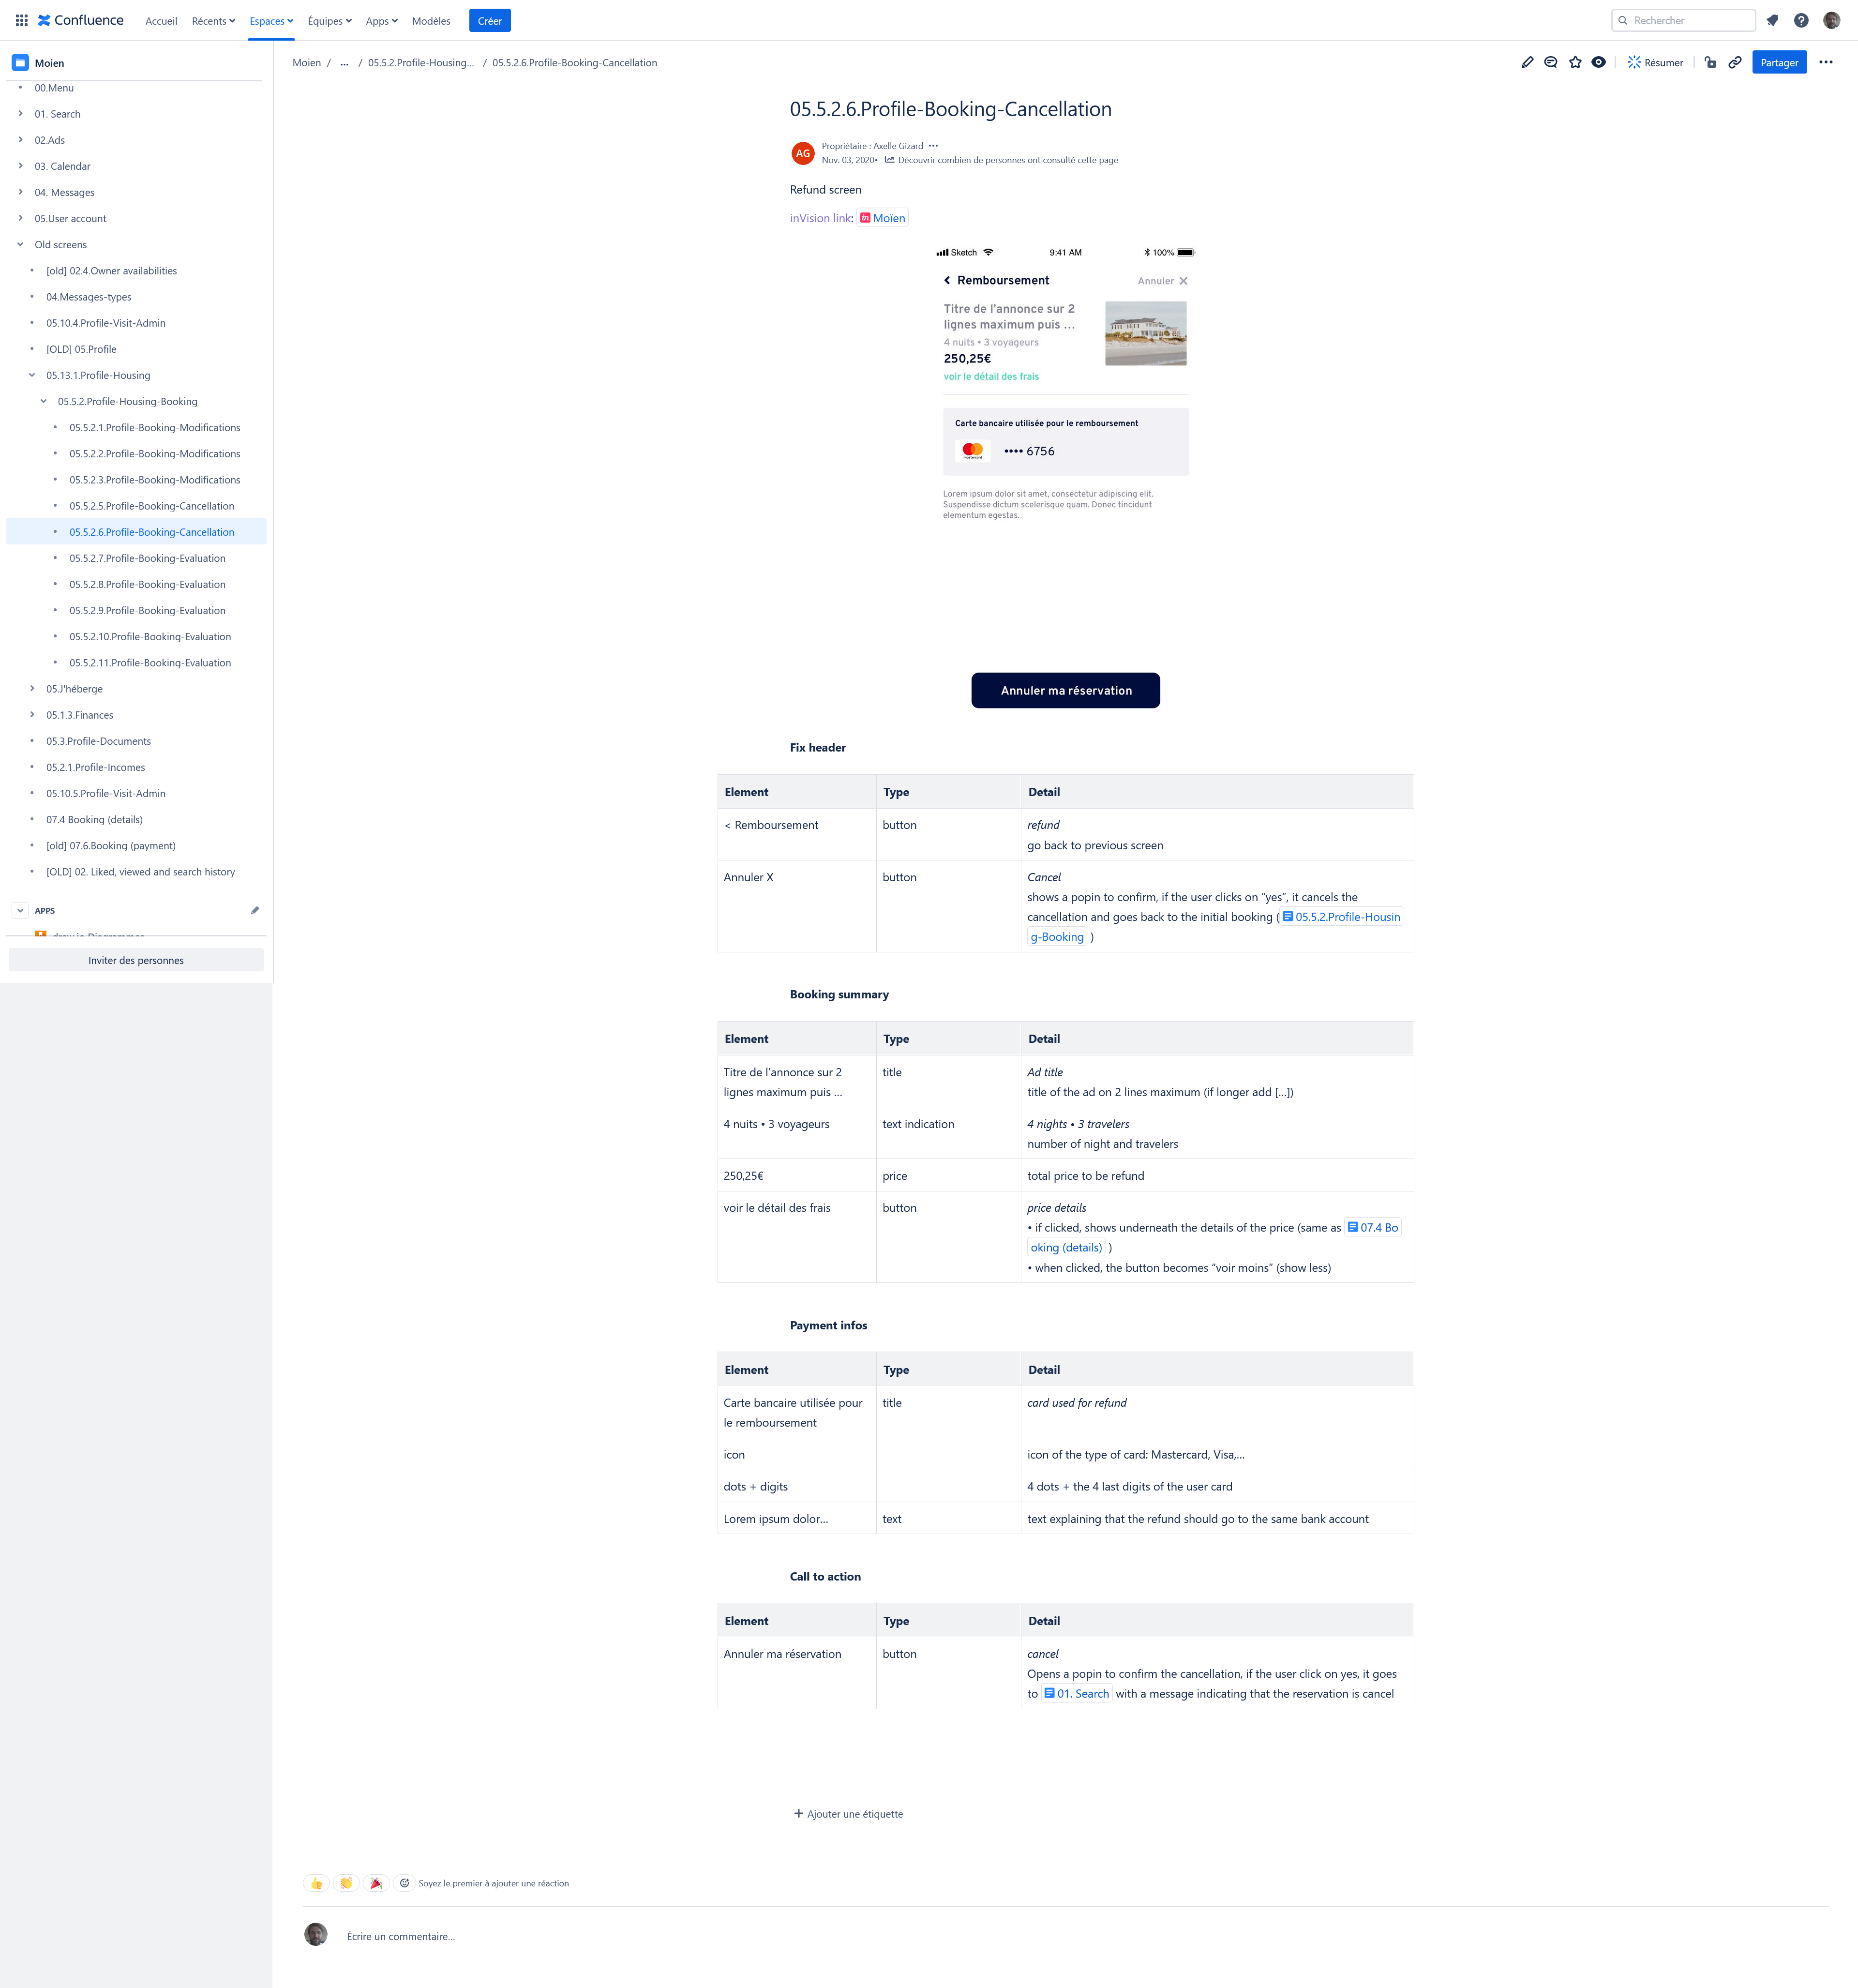 Confluence
Accueil
Récents
Espaces
Équipes
Apps
Modèles
Créer
Rechercher
Moien
00.Menu
01. Search
02.Ads
03. Calendar
04. Messages
05.User account
Old screens
[old] 02.4.Owner availabilities
04.Messages-types
05.10.4.Profile-Visit-Admin
[OLD] 05.Profile
05.13.1.Profile-Housing
05.5.2.Profile-Housing-Booking
05.5.2.1.Profile-Booking-Modifications
05.5.2.2.Profile-Booking-Modifications
05.5.2.3.Profile-Booking-Modifications
05.5.2.5.Profile-Booking-Cancellation
05.5.2.6.Profile-Booking-Cancellation
05.5.2.7.Profile-Booking-Evaluation
05.5.2.8.Profile-Booking-Evaluation
05.5.2.9.Profile-Booking-Evaluation
05.5.2.10.Profile-Booking-Evaluation
05.5.2.11.Profile-Booking-Evaluation
05.J'héberge
05.1.3.Finances
05.3.Profile-Documents
05.2.1.Profile-Incomes
05.10.5.Profile-Visit-Admin
07.4 Booking (details)
[old] 07.6.Booking (payment)
[OLD] 02. Liked, viewed and search history
APPS
Inviter des personnes
Moien / ... / 05.5.2.Profile-Housing... / 05.5.2.6.Profile-Booking-Cancellation
Résumer
Partager
05.5.2.6.Profile-Booking-Cancellation
AG
Propriétaire : Axelle Gizard •••
Nov. 03, 2020• Découvrir combien de personnes ont consulté cette page
Refund screen
inVision link: in Moïen
Sketch 9:41 AM 100%
Remboursement Annuler ✕
Titre de l'annonce sur 2
lignes maximum puis ...
4 nuits • 3 voyageurs
250,25€
voir le détail des frais
Carte bancaire utilisée pour le remboursement
mastercard •••• 6756
Lorem ipsum dolor sit amet, consectetur adipiscing elit.
Suspendisse dictum scelerisque quam. Donec tincidunt
elementum egestas.
Annuler ma réservation
Fix header
Element Type Detail
< Remboursement button refund
go back to previous screen
Annuler X button Cancel
shows a popin to confirm, if the user clicks on "yes", it cancels the
cancellation and goes back to the initial booking ( 05.5.2.Profile-Housin
g-Booking )
Booking summary
Element Type Detail
Titre de l'annonce sur 2 title Ad title
lignes maximum puis ... title of the ad on 2 lines maximum (if longer add [...])
4 nuits • 3 voyageurs text indication 4 nights • 3 travelers
number of night and travelers
250,25€ price total price to be refund
voir le détail des frais button price details
• if clicked, shows underneath the details of the price (same as 07.4 Bo
oking (details) )
• when clicked, the button becomes "voir moins" (show less)
Payment infos
Element Type Detail
Carte bancaire utilisée pour title card used for refund
le remboursement
icon icon of the type of card: Mastercard, Visa,...
dots + digits 4 dots + the 4 last digits of the user card
Lorem ipsum dolor... text text explaining that the refund should go to the same bank account
Call to action
Element Type Detail
Annuler ma réservation button cancel
Opens a popin to confirm the cancellation, if the user click on yes, it goes
to 01. Search with a message indicating that the reservation is cancel
Ajouter une étiquette
Soyez le premier à ajouter une réaction
Écrire un commentaire...